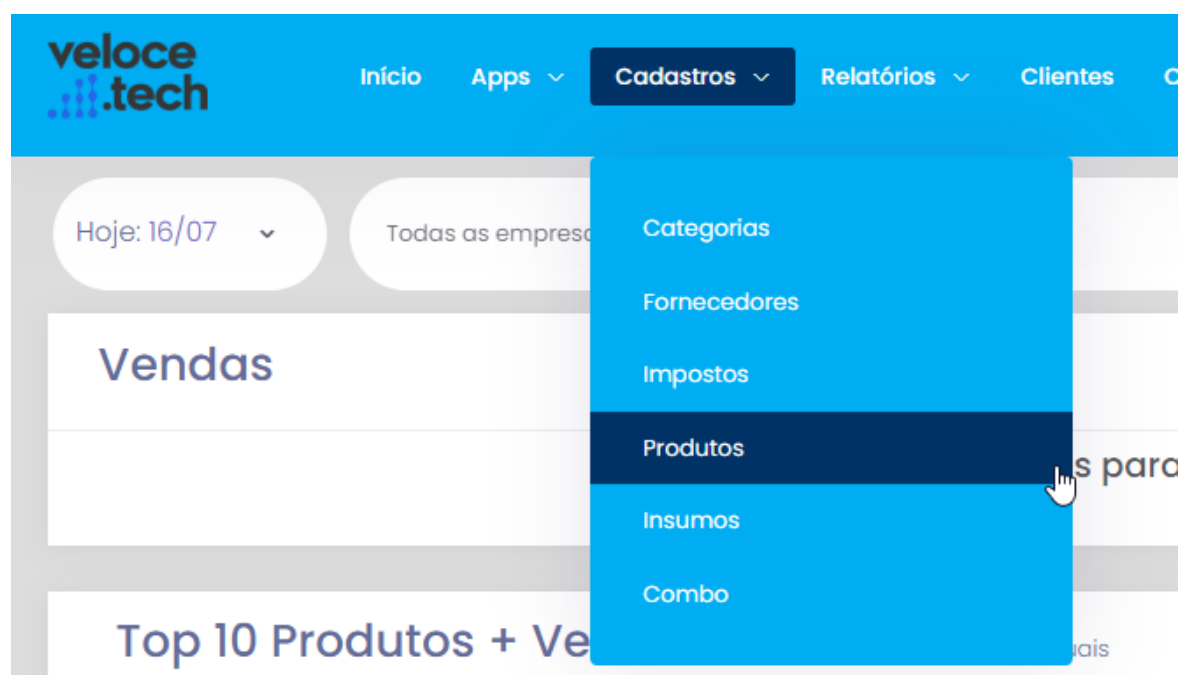 veloce
.tech
Início Apps Cadastros Relatórios Clientes
Hoje: 16/07 Todas as
Categorias
Fornecedores
Vendas
Impostos
Produtos
s para
Insumos
Combo
Top 10 Produtos + Ve
uais